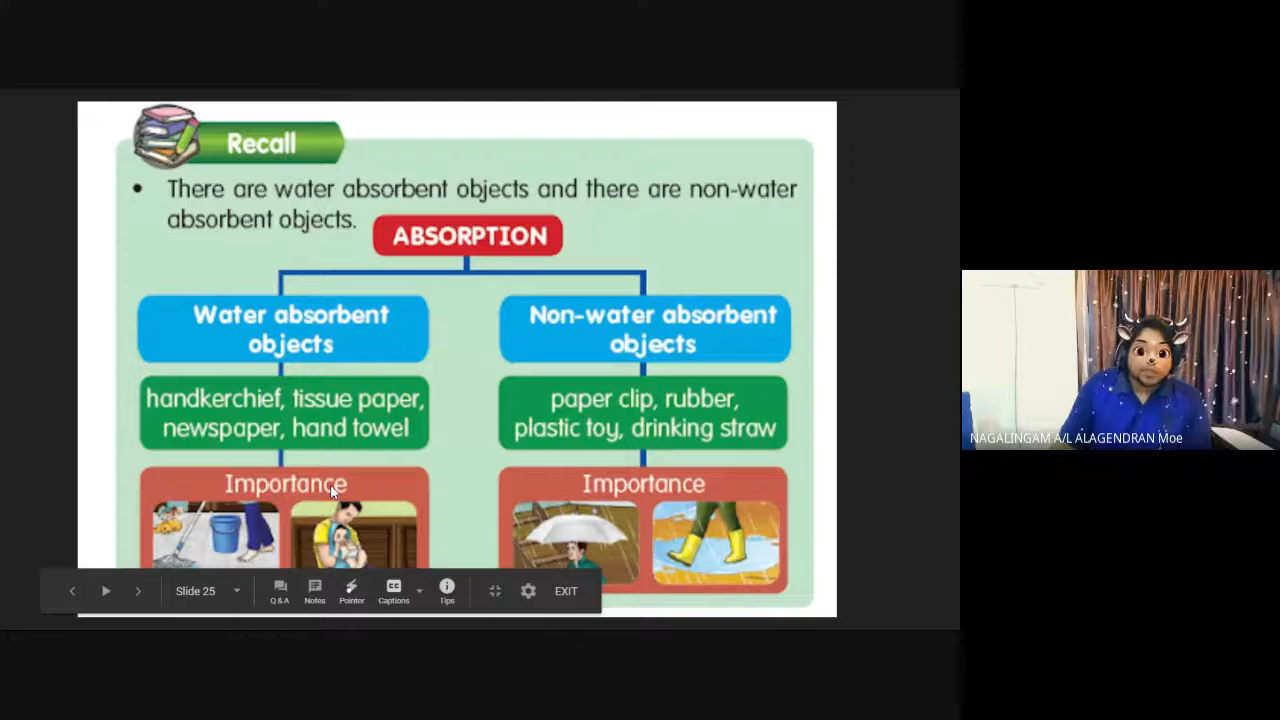 Recall
• There are water absorbent objects and there are non-water
absorbent objects.
ABSORPTION
Water absorbent
objects
Non-water absorbent
objects
handkerchief, tissue paper,
newspaper, hand towel
paper clip, rubber,
plastic toy, drinking straw
Importance
Importance
Slide 25
Q & A
Notes
Pointer
CC
Captions
Tips
EXIT
NAGALINGAM A/L ALAGENDRAN Moe